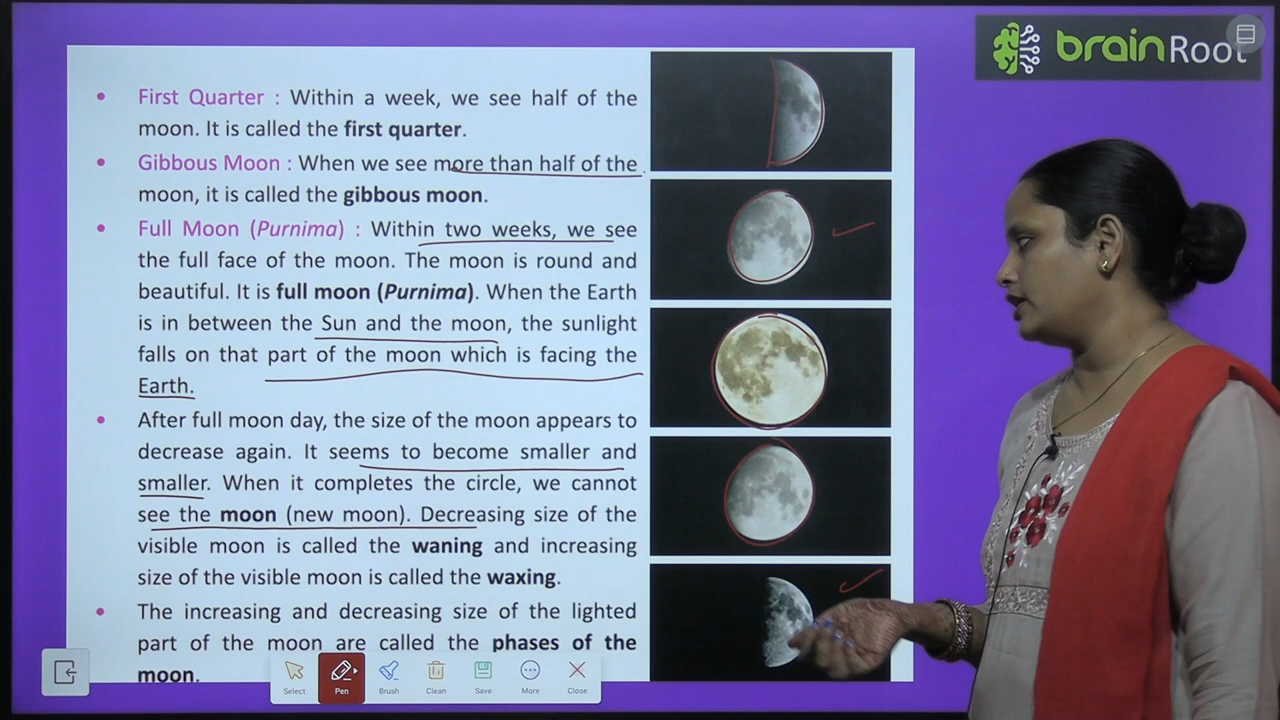 brainRoot
• First Quarter : Within a week, we see half of the
moon. It is called the first quarter.
• Gibbous Moon : When we see more than half of the
moon, it is called the gibbous moon.
• Full Moon (Purnima) : Within two weeks, we see
the full face of the moon. The moon is round and
beautiful. It is full moon (Purnima). When the Earth
is in between the Sun and the moon, the sunlight
falls on that part of the moon which is facing the
Earth.
• After full moon day, the size of the moon appears to
decrease again. It seems to become smaller and
smaller. When it completes the circle, we cannot
see the moon (new moon). Decreasing size of the
visible moon is called the waning and increasing
size of the visible moon is called the waxing.
• The increasing and decreasing size of the lighted
part of the moon are called the phases of the
moon.
Select Pen Brush Clean Save More Close